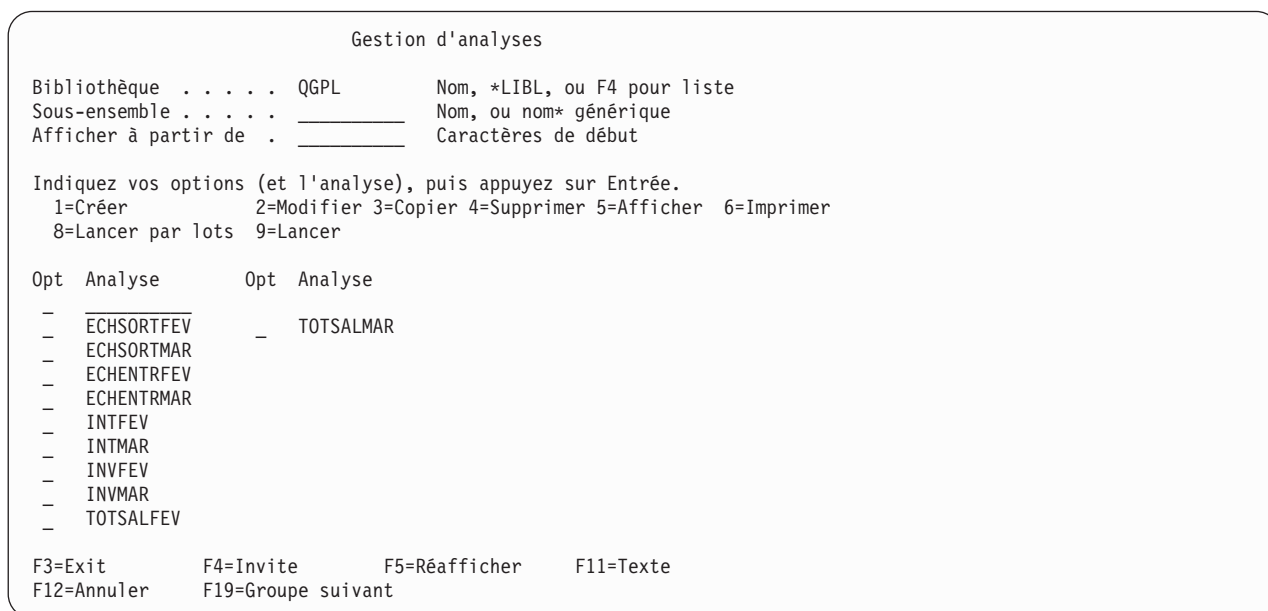 Gestion d'analyses
Bibliothèque . . . . . QGPL Nom, *LIBL, ou F4 pour liste
Sous-ensemble . . . . . __________ Nom, ou nom* générique
Afficher à partir de . __________ Caractères de début
Indiquez vos options (et l'analyse), puis appuyez sur Entrée.
1=Créer 2=Modifier 3=Copier 4=Supprimer 5=Afficher 6=Imprimer
8=Lancer par lots 9=Lancer
Opt Analyse Opt Analyse
_ __________
_ ECHSORTFEV _ TOTSALMAR
_ ECHSORTMAR
_ ECHENTRFEV
_ ECHENTRMAR
_ INTFEV
_ INTMAR
_ INVFEV
_ INVMAR
_ TOTSALFEV
F3=Exit F4=Invite F5=Réafficher F11=Texte
F12=Annuler F19=Groupe suivant